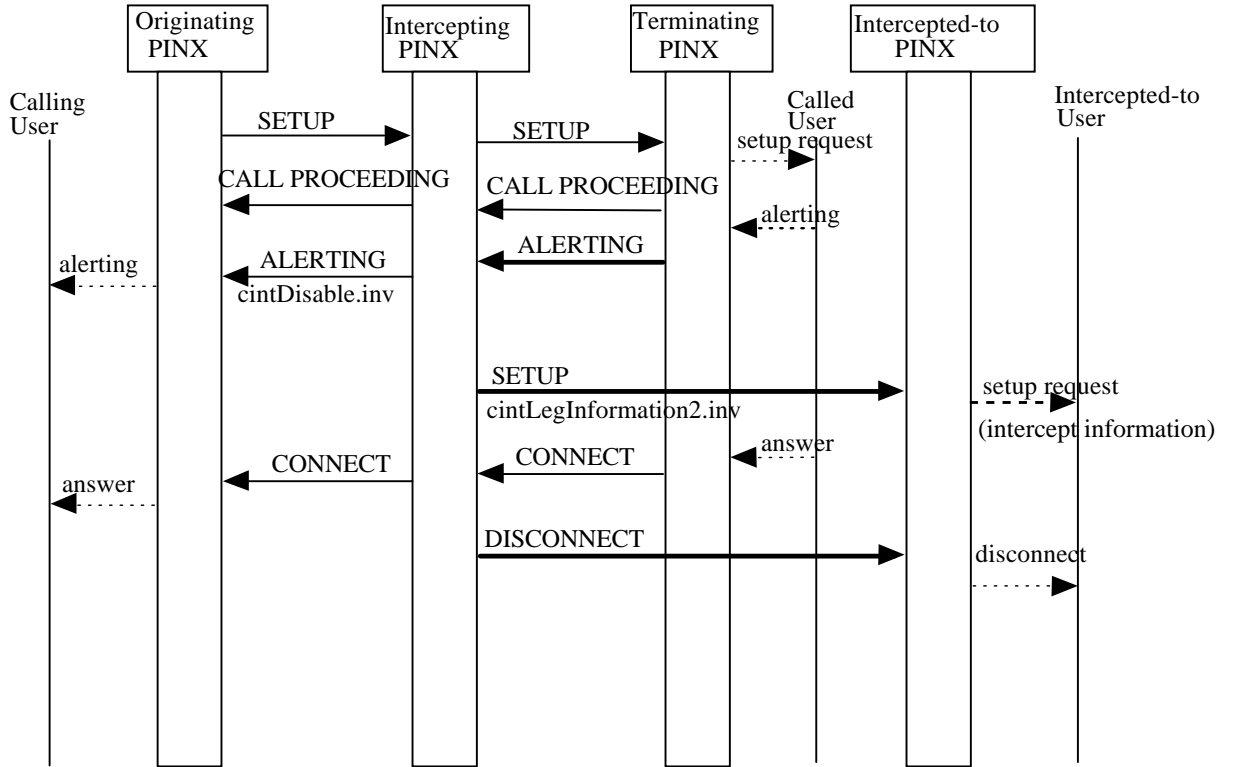 Originating
PINX
Intercepting
PINX
Terminating
PINX
Intercepted-to
PINX
Calling
User
Called
User
Intercepted-to
User
SETUP
SETUP
setup request
CALL PROCEEDING
CALL PROCEEDING
alerting
ALERTING
ALERTING
alerting
cintDisable.inv
SETUP
setup request
cintLegInformation2.inv
(intercept information)
answer
CONNECT
CONNECT
answer
DISCONNECT
disconnect